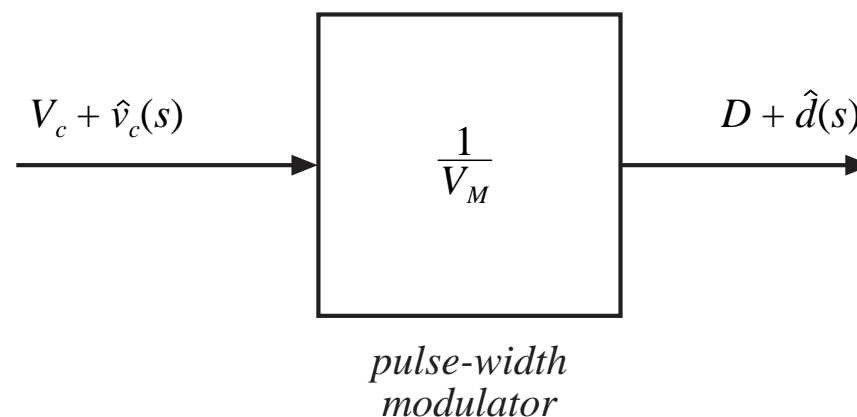 V_c + v̂_c(s)
D + d̂(s)
1
V_M
pulse-width
modulator